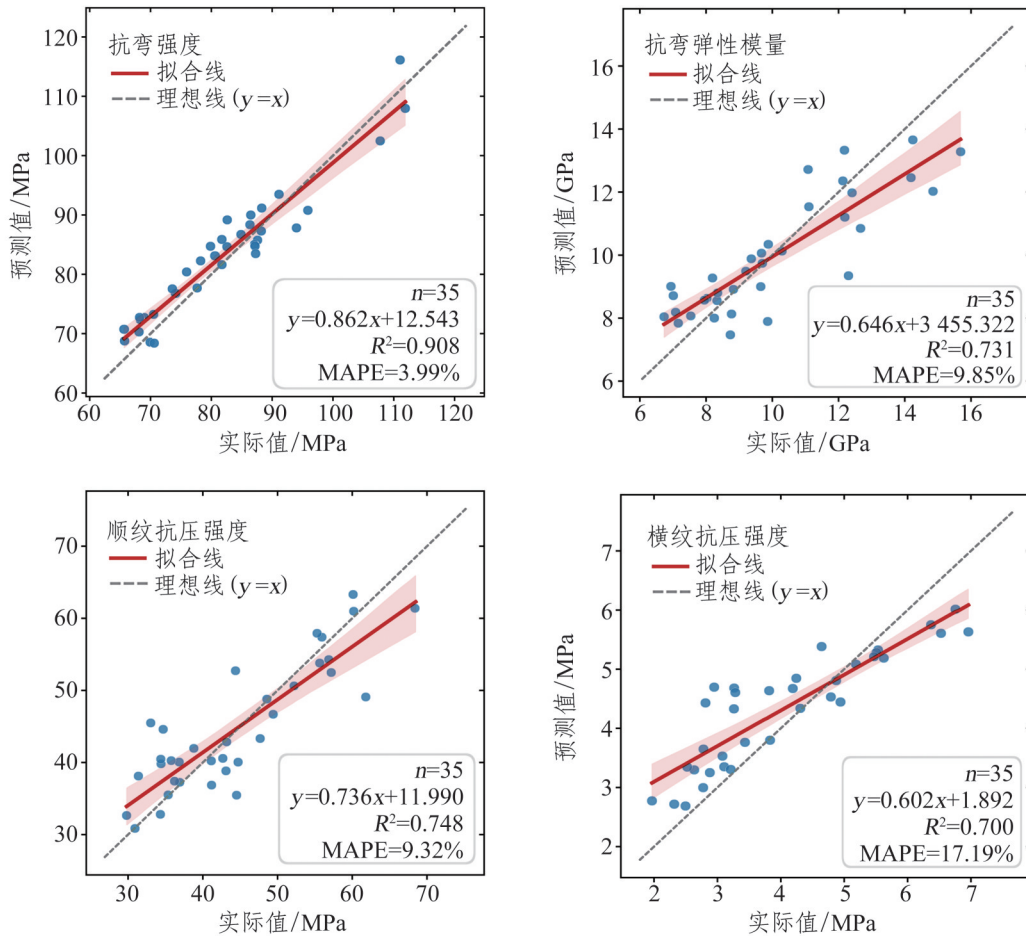 抗弯强度
拟合线
理想线 (y=x)
n=35
y=0.862x+12.543
R²=0.908
MAPE=3.99%
预测值/MPa
120
110
100
90
80
70
60
60 70 80 90 100 110 120
实际值/MPa
抗弯弹性模量
拟合线
理想线 (y=x)
n=35
y=0.646x+3 455.322
R²=0.731
MAPE=9.85%
预测值/GPa
16
14
12
10
8
6
6 8 10 12 14 16
实际值/GPa
顺纹抗压强度
拟合线
理想线 (y=x)
n=35
y=0.736x+11.990
R²=0.748
MAPE=9.32%
预测值/MPa
70
60
50
40
30
30 40 50 60 70
实际值/MPa
横纹抗压强度
拟合线
理想线 (y=x)
n=35
y=0.602x+1.892
R²=0.700
MAPE=17.19%
预测值/MPa
7
6
5
4
3
2
2 3 4 5 6 7
实际值/MPa